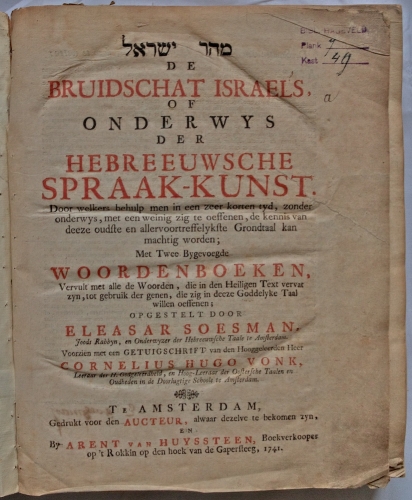 מהר ישראל
DE
BRUIDSCHAT ISRAELS,
OF
ONDERWYS
DER
HEBREEUWSCHE
SPRAAK-KUNST.
Door welkers behulp men in een zeer korten tyd, zonder
onderwys, met een weinig zig te oeffenen, de kennis van
deeze oudste en allervoortreffelykste Grondtaal kan
machtig worden;
Met Twee Bygevoegde
WOORDENBOEKEN,
Vervult met alle de Woorden, die in den Heiligen Text vervat
zyn, tot gebruik der genen, die zig in deeze Goddelyke Taal
willen oeffenen;
OPGESTELT DOOR
ELEASAR SOESMAN,
Joods Rabbyn, en Onderwyzer der Hebreeuwsche Taale te Amsterdam.
Voorzien met een GETUIGSCHRIFT van den Hooggeleerden Heer
CORNELIUS HUGO VONK,
Leeraar der H. Godgeleerdheid, en Hoog-Leeraar der Oostersche Taalen en
Oudheden in de Doorlugtige Schoole te Amsterdam.
TE AMSTERDAM,
Gedrukt voor den AUCTEUR, alwaar dezelve te bekomen zyn,
EN
By ARENT VAN HUYSSTEEN, Boekverkooper
op 't Rokkin op den hoek van de Gapersteeg, 1741.
Plank 7
Kast 49
a